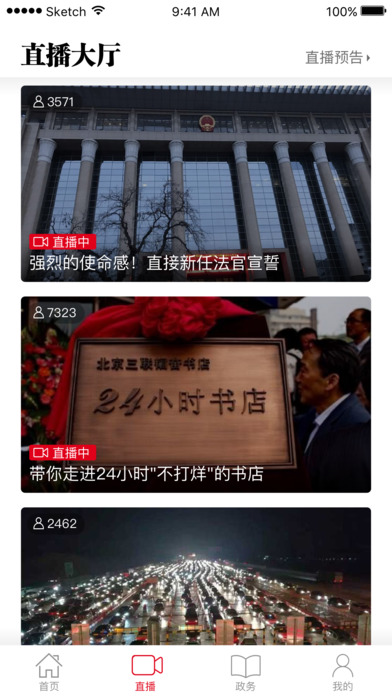 Sketch
9:41 AM
100%
直播大厅
直播预告
3571
直播中
强烈的使命感！直接新任法官宣誓
7323
北京三联韬奋书店
24小时书店
直播中
带你走进24小时"不打烊"的书店
2462
首页
直播
政务
我的